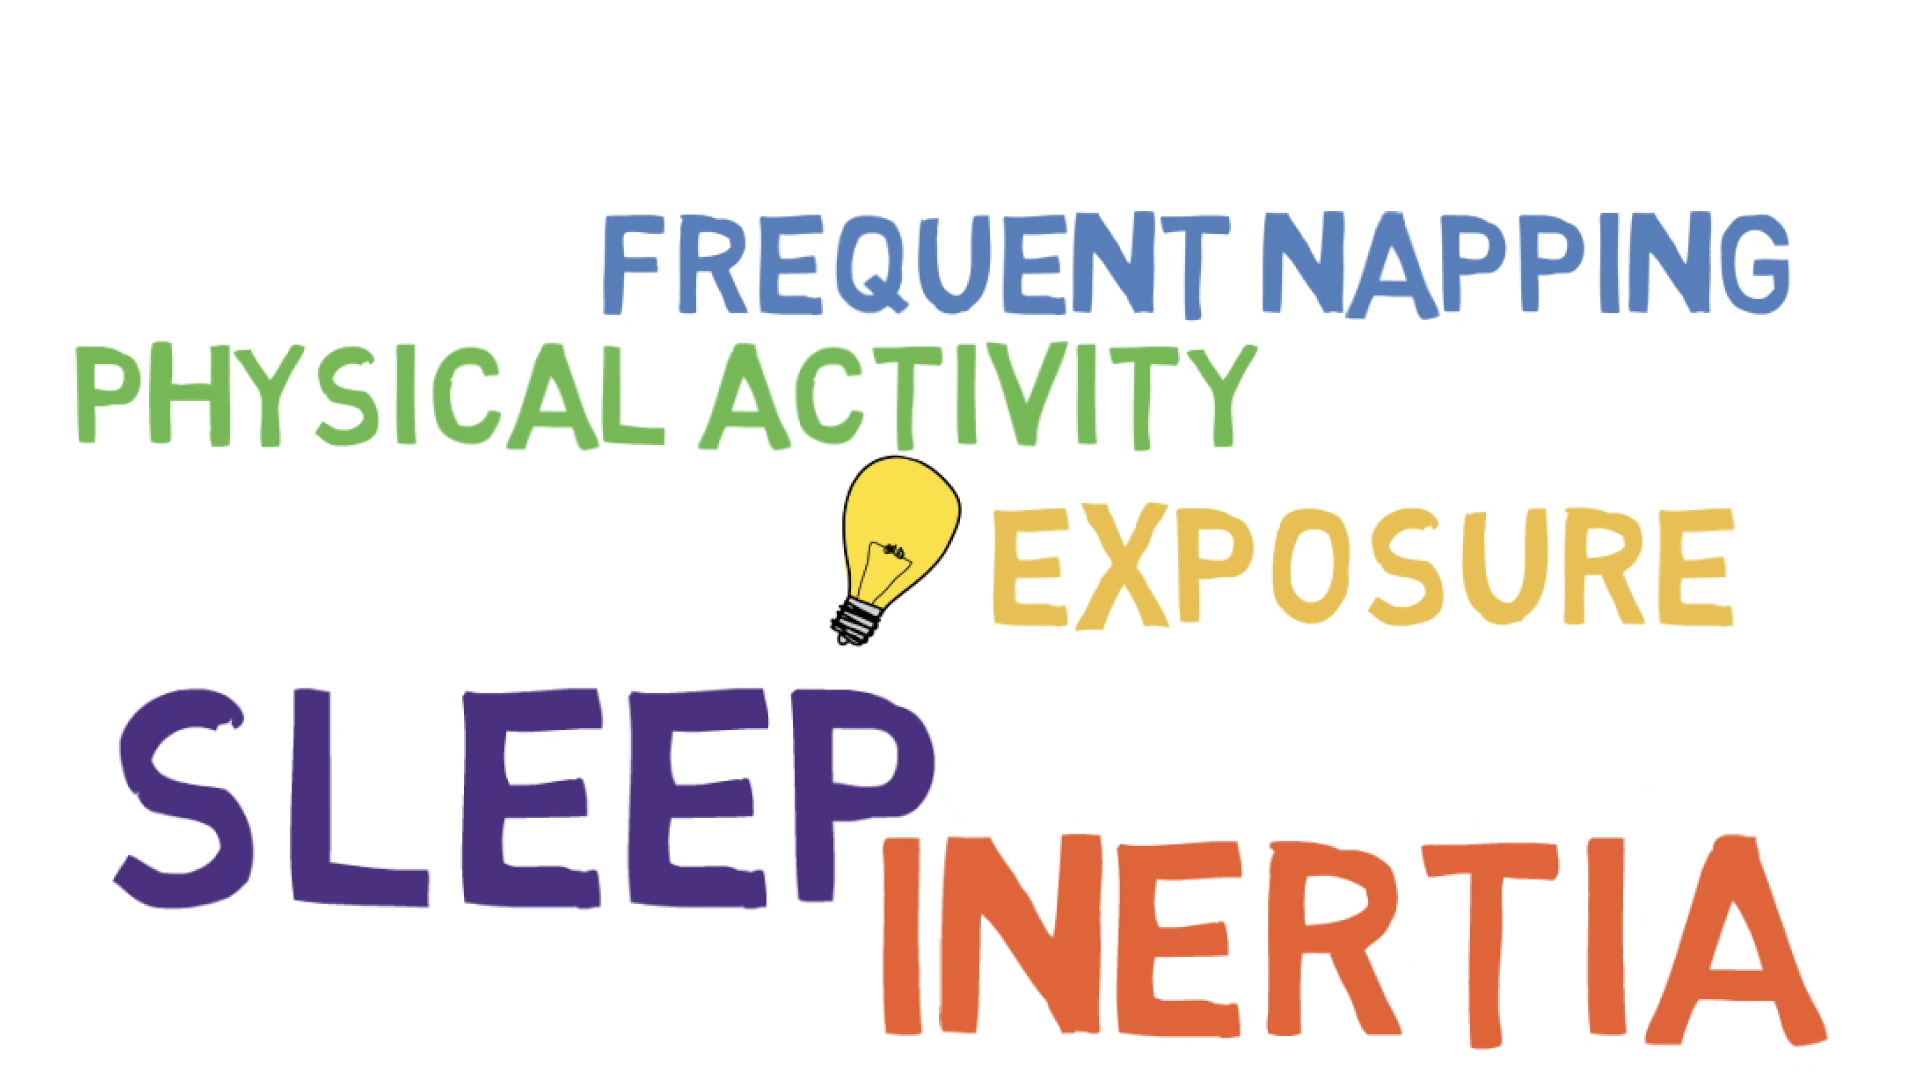 FREQUENT NAPPING
PHYSICAL ACTIVITY
EXPOSURE
SLEEP
INERTIA